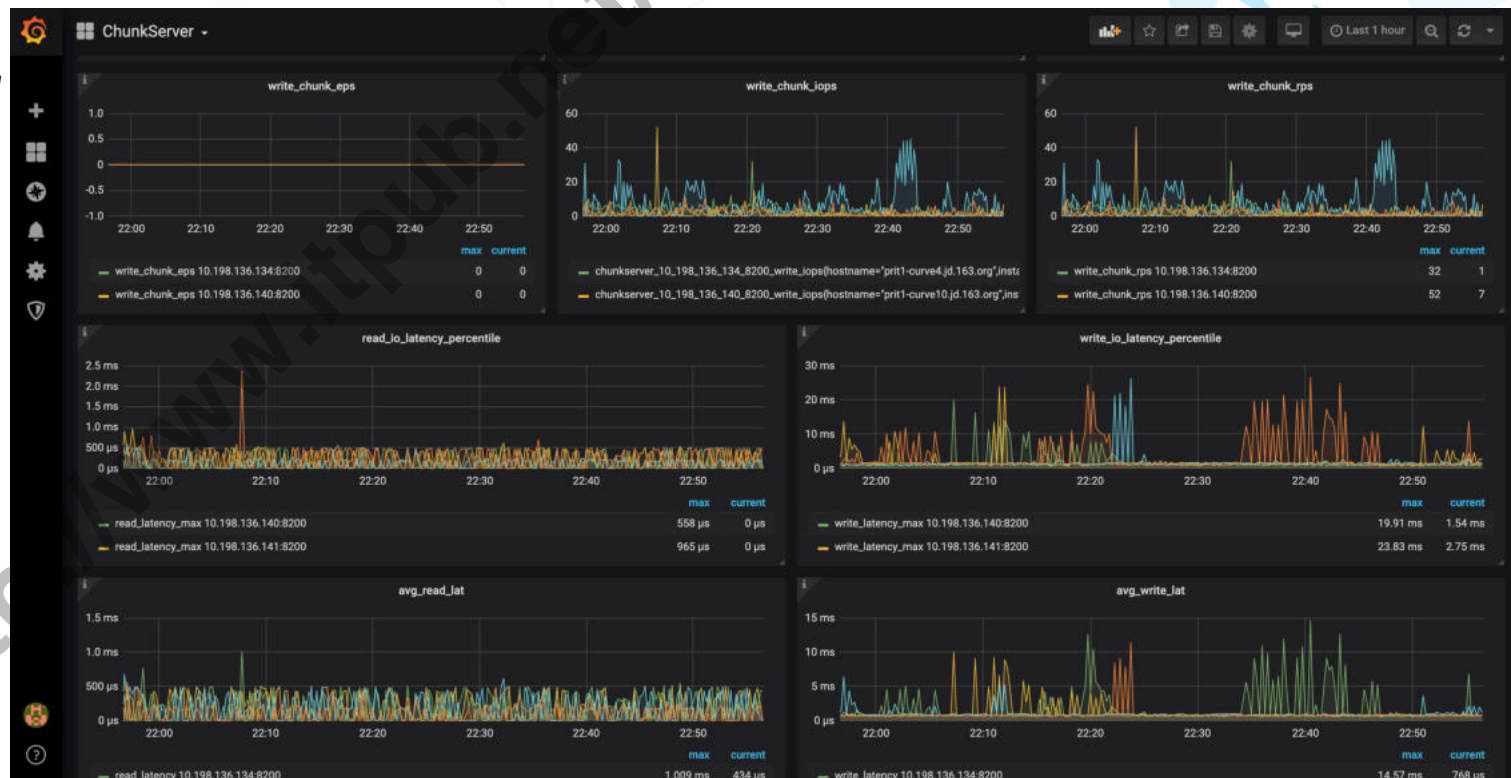 ChunkServer
Last 1 hour
write_chunk_eps
1.0
0.5
0
-0.5
-1.0
22:00 22:10 22:20 22:30 22:40 22:50
max current
write_chunk_eps 10.198.136.134:8200 0 0
write_chunk_eps 10.198.136.140:8200 0 0
write_chunk_iops
60
40
20
0
22:00 22:10 22:20 22:30 22:40 22:50
chunkserver_10_198_136_134_8200_write_iops{hostname="prit1-curve4.jd.163.org",insta
chunkserver_10_198_136_140_8200_write_iops{hostname="prit1-curve10.jd.163.org",ins
write_chunk_rps
60
40
20
0
22:00 22:10 22:20 22:30 22:40 22:50
max current
write_chunk_rps 10.198.136.134:8200 32 1
write_chunk_rps 10.198.136.140:8200 52 7
read_io_latency_percentile
2.5 ms
2.0 ms
1.5 ms
1.0 ms
500 µs
0 µs
22:00 22:10 22:20 22:30 22:40 22:50
max current
read_latency_max 10.198.136.140:8200 558 µs 0 µs
read_latency_max 10.198.136.141:8200 965 µs 0 µs
write_io_latency_percentile
30 ms
20 ms
10 ms
0 µs
22:00 22:10 22:20 22:30 22:40 22:50
max current
write_latency_max 10.198.136.140:8200 19.91 ms 1.54 ms
write_latency_max 10.198.136.141:8200 23.83 ms 2.75 ms
avg_read_lat
1.5 ms
1.0 ms
500 µs
0 µs
22:00 22:10 22:20 22:30 22:40 22:50
max current
read_latency 10.198.136.134:8200 1.009 ms 434 µs
avg_write_lat
15 ms
10 ms
5 ms
0 µs
22:00 22:10 22:20 22:30 22:40 22:50
max current
write_latency 10.198.136.134:8200 14.57 ms 768 µs
//www.itpub.net